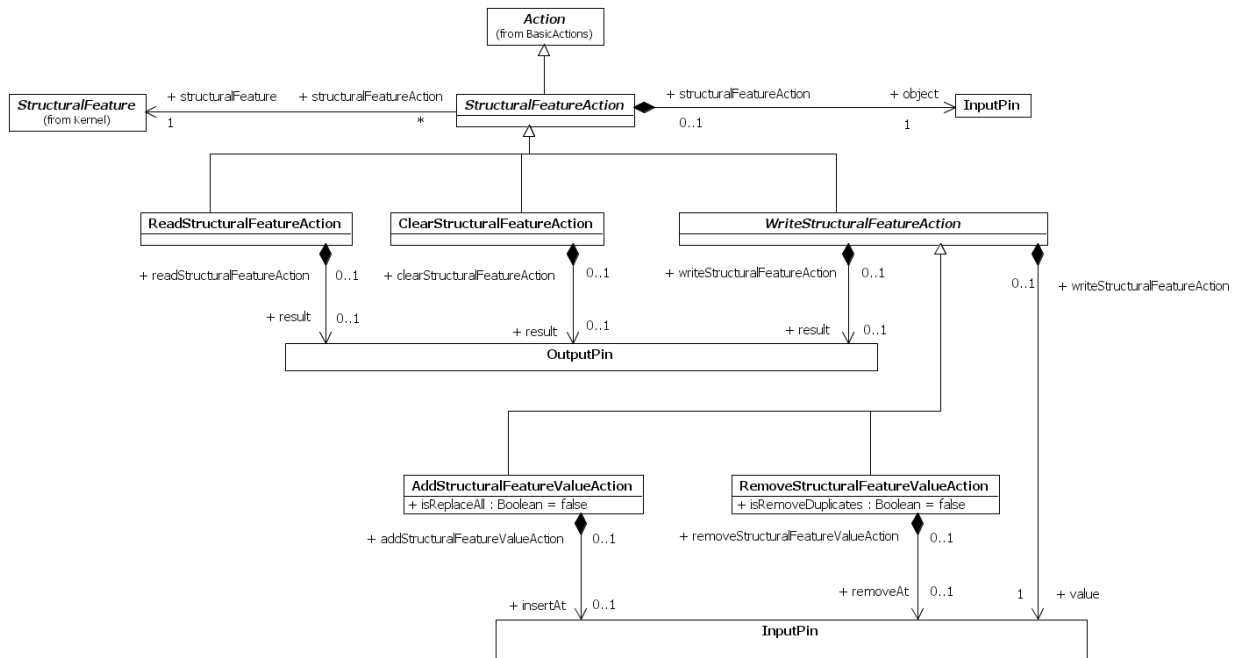 Action
(from BasicActions)
+ structuralFeature
+ structuralFeatureAction
StructuralFeature
(from Kernel)
1
*
StructuralFeatureAction
+ structuralFeatureAction
+ object
0..1
1
InputPin
ReadStructuralFeatureAction
ClearStructuralFeatureAction
WriteStructuralFeatureAction
+ readStructuralFeatureAction
0..1
+ clearStructuralFeatureAction
0..1
+ writeStructuralFeatureAction
0..1
0..1
+ writeStructuralFeatureAction
+ result
0..1
+ result
0..1
+ result
0..1
OutputPin
AddStructuralFeatureValueAction
+ isReplaceAll : Boolean = false
RemoveStructuralFeatureValueAction
+ isRemoveDuplicates : Boolean = false
+ addStructuralFeatureValueAction
0..1
+ removeStructuralFeatureValueAction
0..1
+ insertAt
0..1
+ removeAt
0..1
1
+ value
InputPin